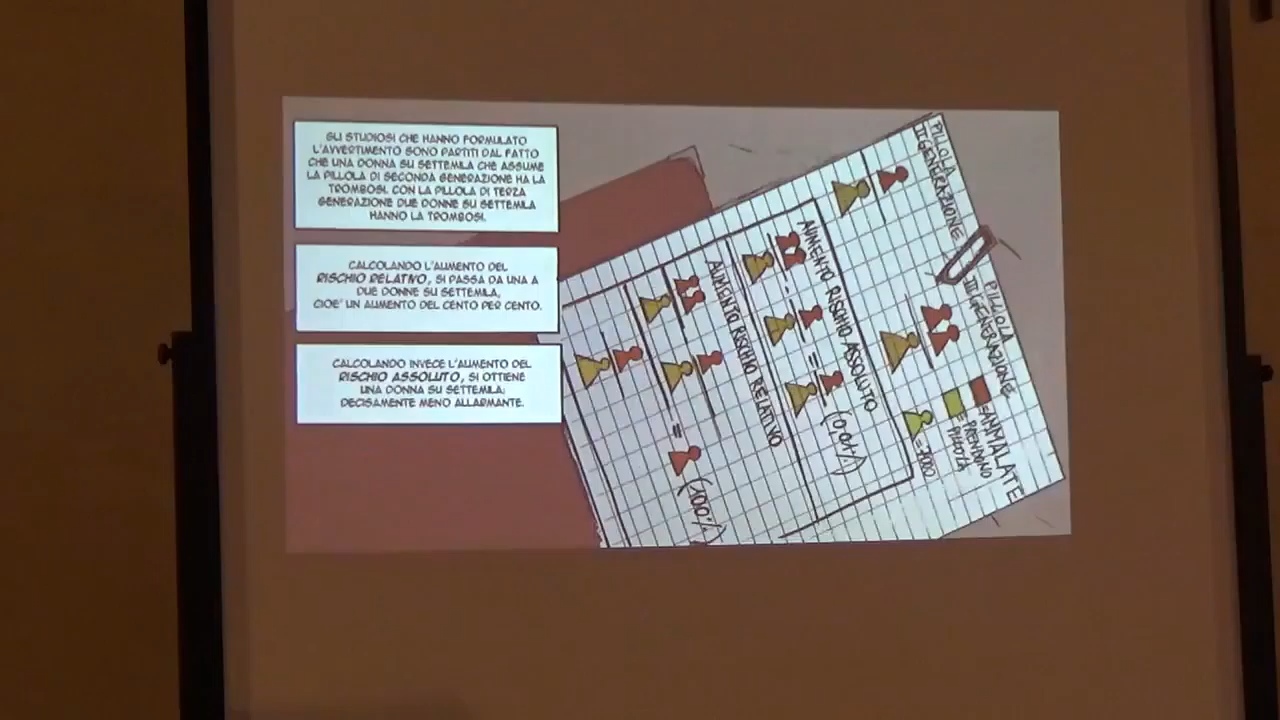 GLI STUDIOSI CHE HANNO FORMULATO
L'AVVERTIMENTO SONO PARTITI DAL FATTO
CHE UNA DONNA SU SETTEMILA CHE ASSUME
LA PILLOLA DI SECONDA GENERAZIONE HA LA
TROMBOSI. CON LA PILLOLA DI TERZA
GENERAZIONE DUE DONNE SU SETTEMILA
HANNO LA TROMBOSI.
CALCOLANDO L'AUMENTO DEL
RISCHIO RELATIVO, SI PASSA DA UNA A
DUE DONNE SU SETTEMILA,
CIOE' UN AUMENTO DEL CENTO PER CENTO.
CALCOLANDO INVECE L'AUMENTO DEL
RISCHIO ASSOLUTO, SI OTTIENE
UNA DONNA SU SETTEMILA:
DECISAMENTE MENO ALLARMANTE.
PILLOLA
II GENERAZIONE
PILLOLA
III GENERAZIONE
= AMMALATE
= PRENDONO
PILLOLA
= 7000
AUMENTO RISCHIO ASSOLUTO
- = (0,01%)
AUMENTO RISCHIO RELATIVO
= (100%)